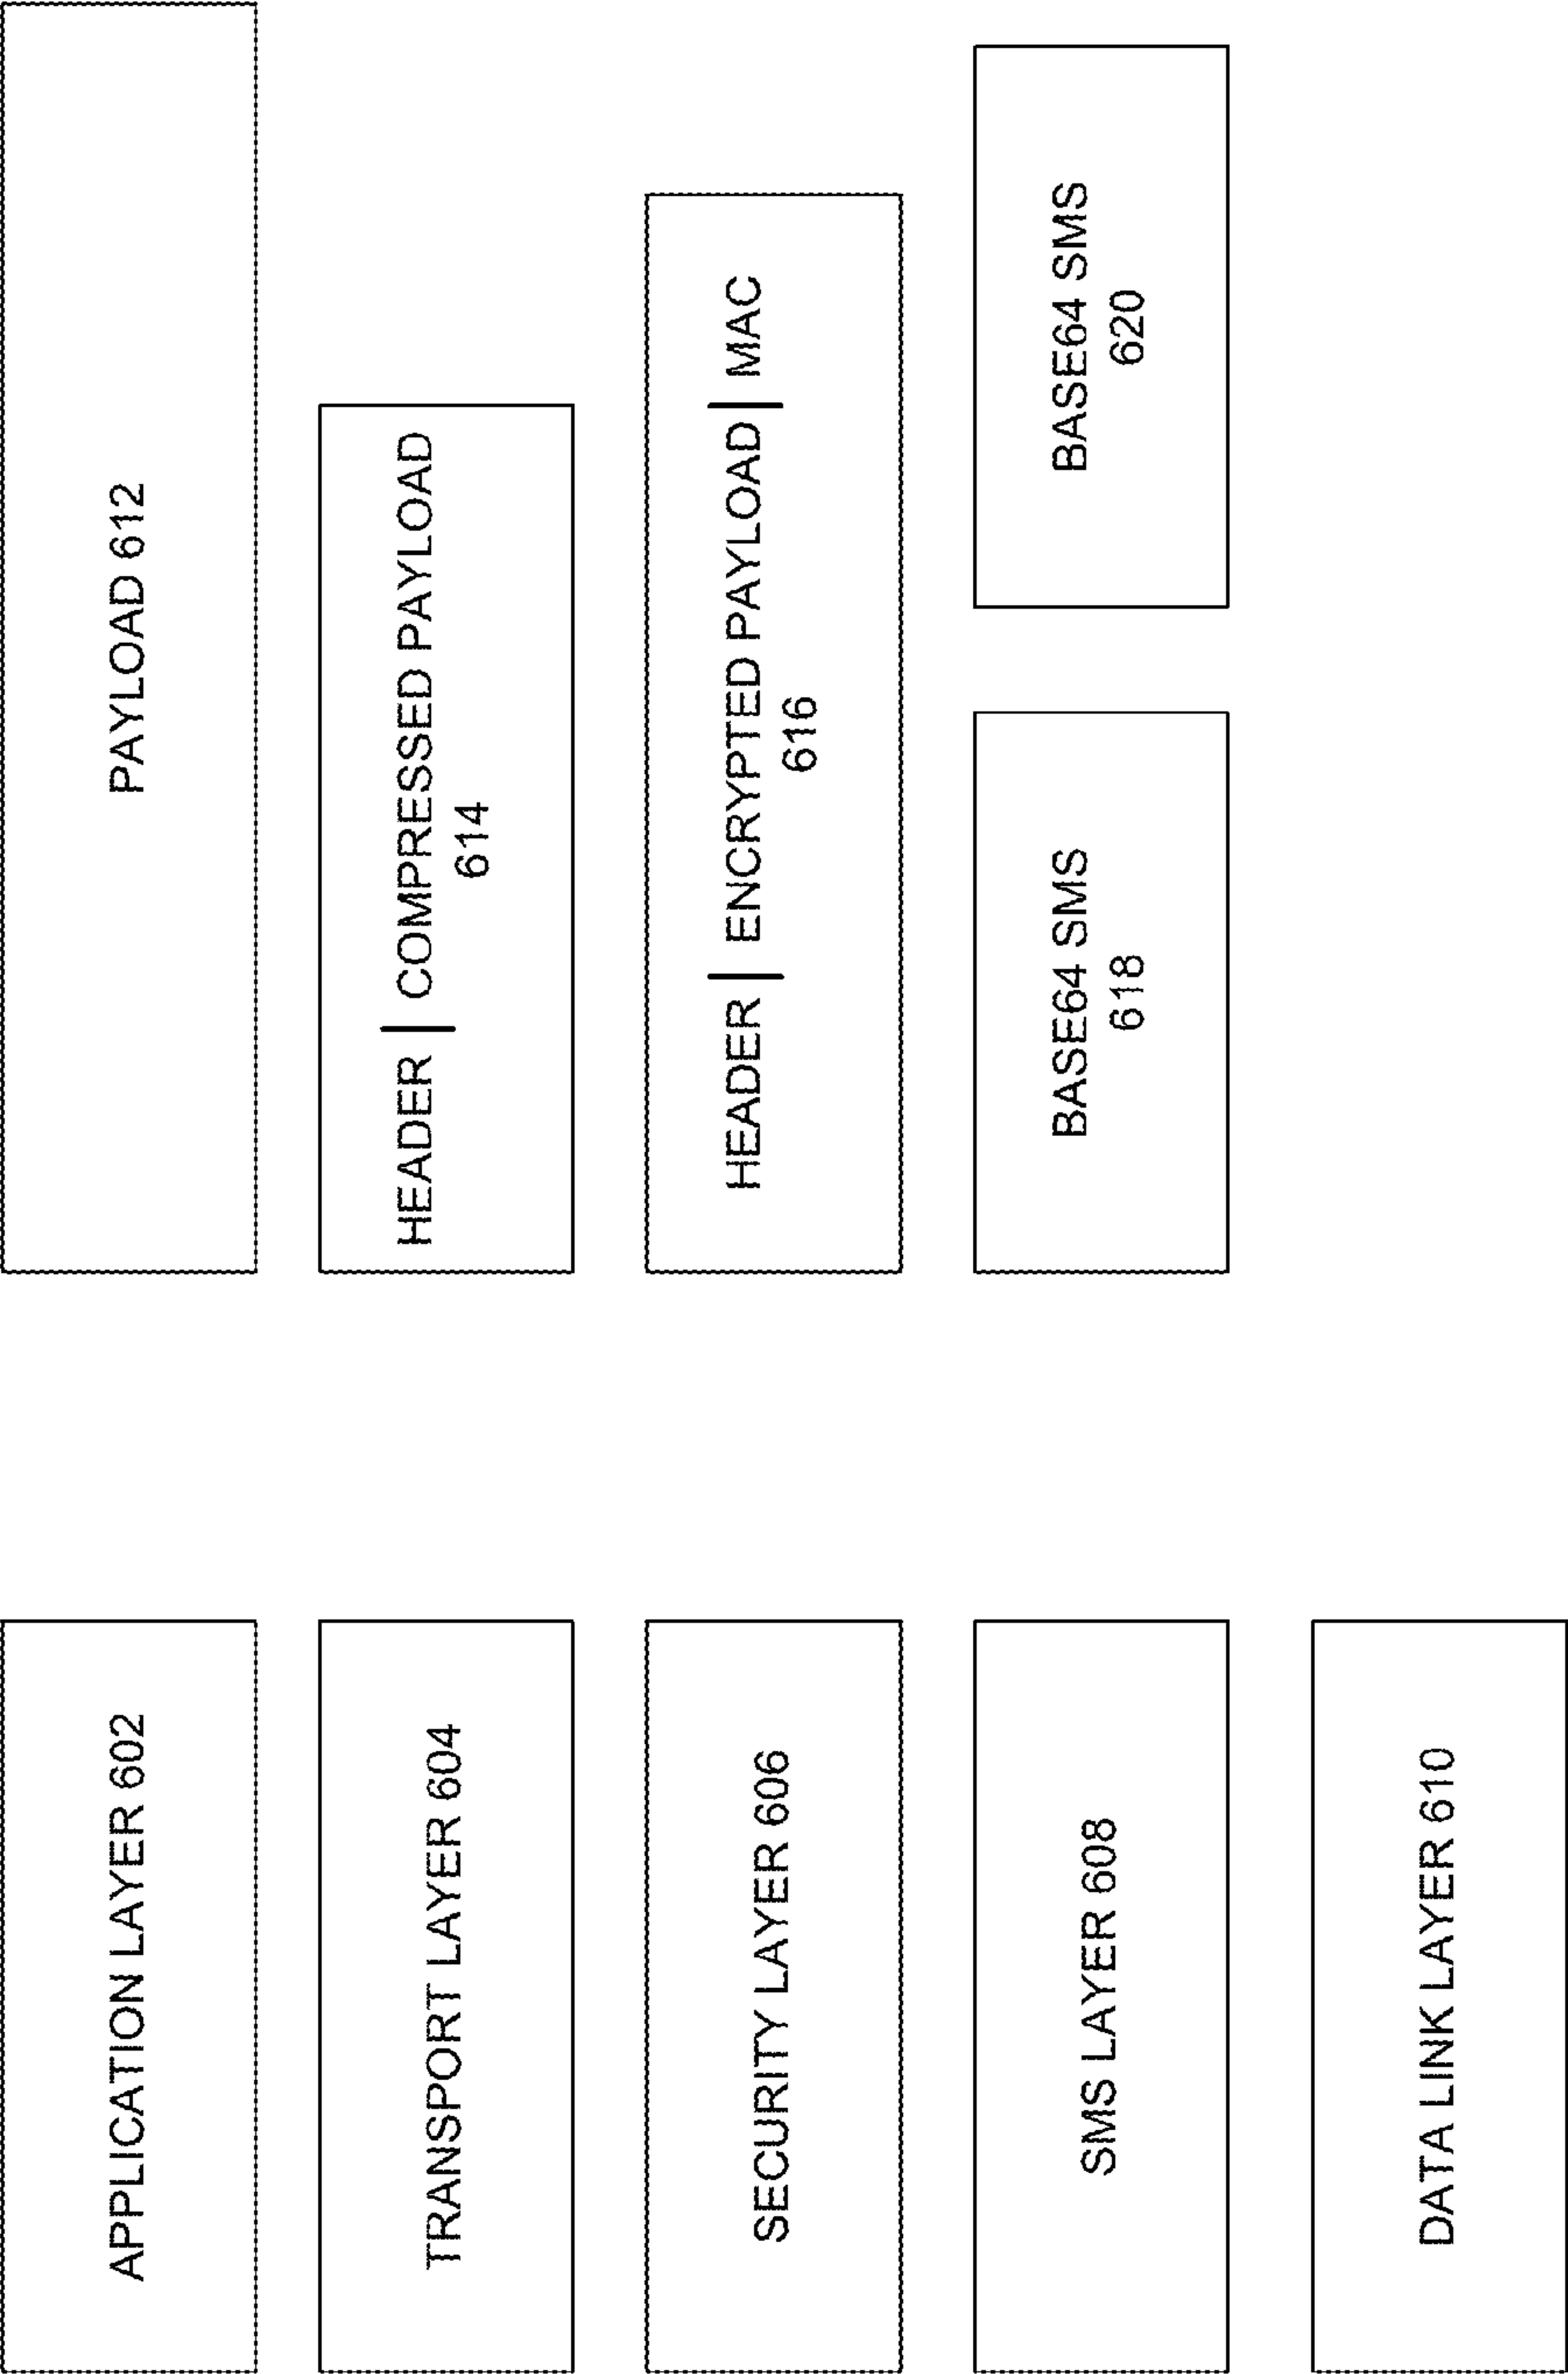 APPLICATION LAYER 602
PAYLOAD 612
TRANSPORT LAYER 604
HEADER | COMPRESSED PAYLOAD
614
SECURITY LAYER 606
HEADER | ENCRYPTED PAYLOAD | MAC
616
SMS LAYER 608
BASE64 SMS
618
BASE64 SMS
620
DATA LINK LAYER 610